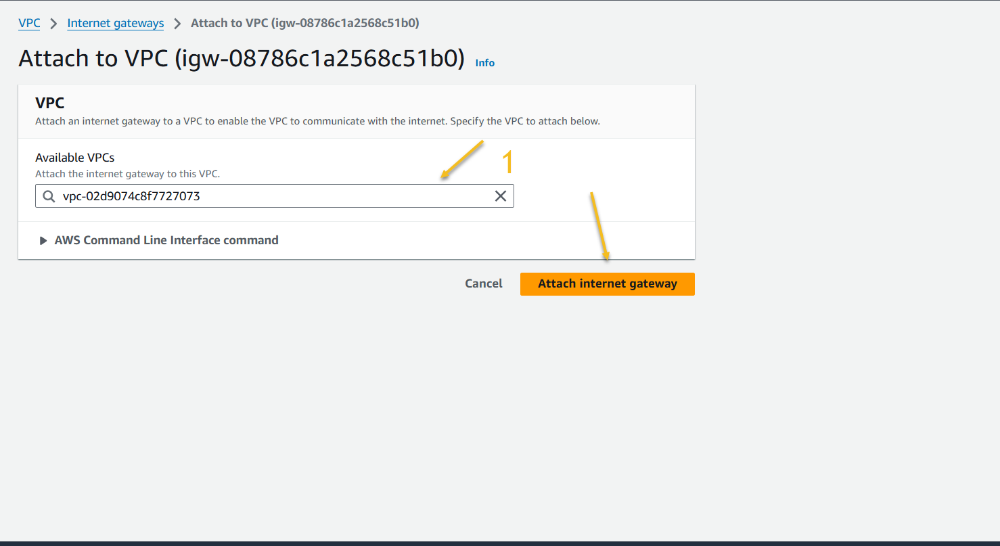 VPC > Internet gateways > Attach to VPC (igw-08786c1a2568c51b0)
Attach to VPC (igw-08786c1a2568c51b0) Info
VPC
Attach an internet gateway to a VPC to enable the VPC to communicate with the internet. Specify the VPC to attach below.
Available VPCs
Attach the internet gateway to this VPC.
1
vpc-02d9074c8f7727073
AWS Command Line Interface command
Cancel Attach internet gateway